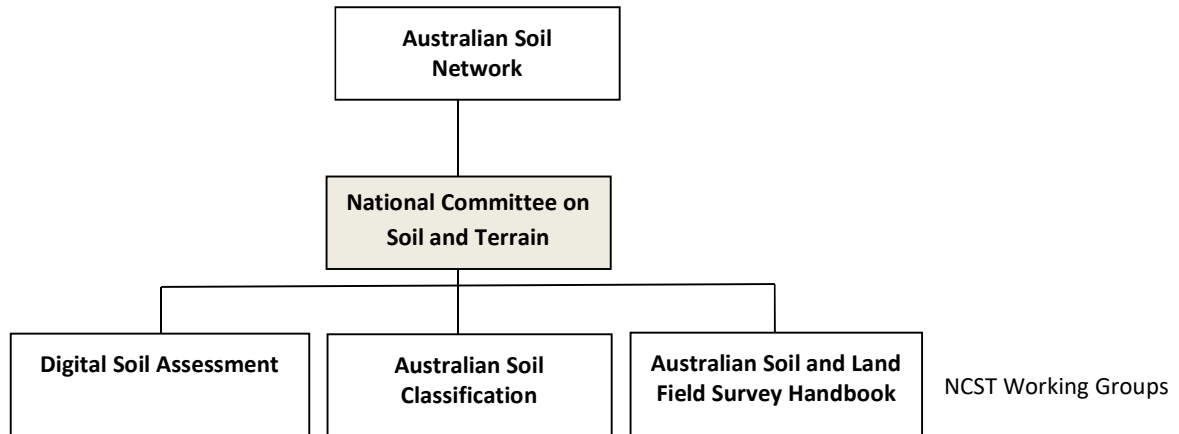 Australian Soil
Network
National Committee on
Soil and Terrain
Digital Soil Assessment
Australian Soil
Classification
Australian Soil and Land
Field Survey Handbook
NCST Working Groups